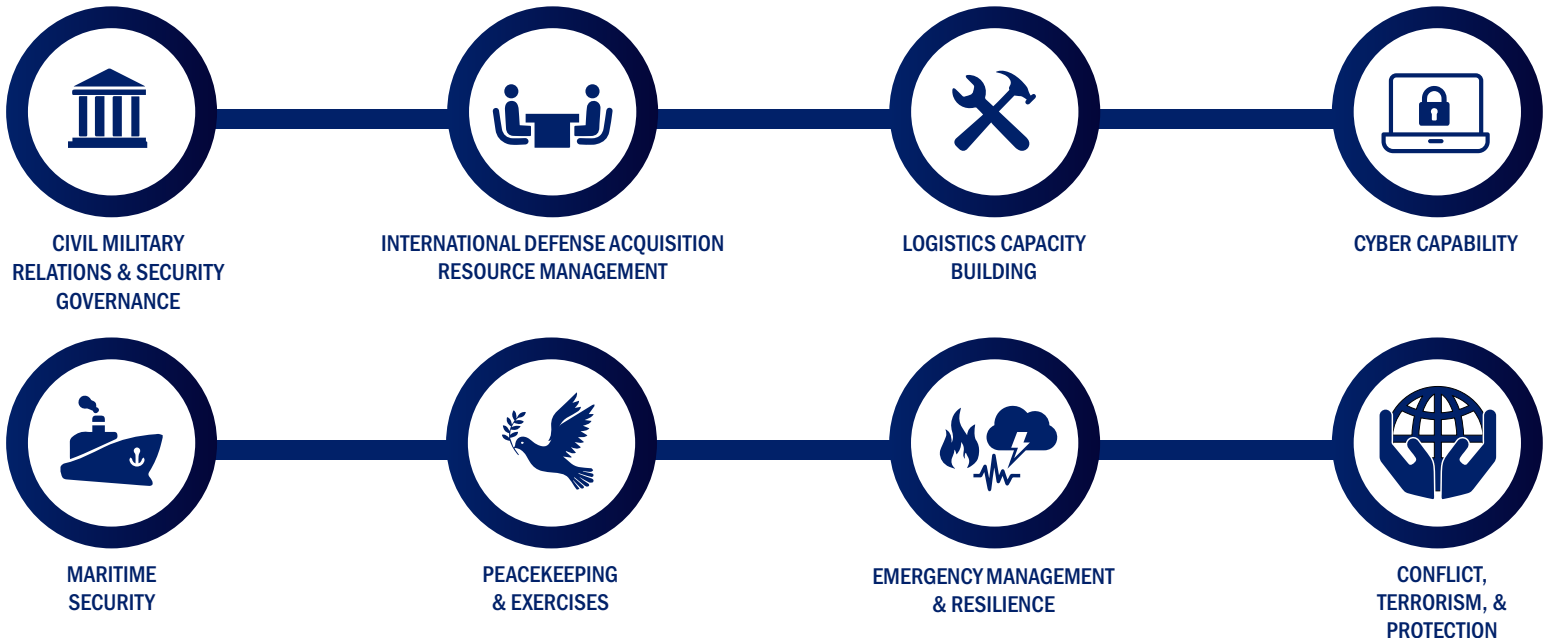 CIVIL MILITARY
RELATIONS & SECURITY
GOVERNANCE
INTERNATIONAL DEFENSE ACQUISITION
RESOURCE MANAGEMENT
LOGISTICS CAPACITY
BUILDING
CYBER CAPABILITY
MARITIME
SECURITY
PEACEKEEPING
& EXERCISES
EMERGENCY MANAGEMENT
& RESILIENCE
CONFLICT,
TERRORISM, &
PROTECTION